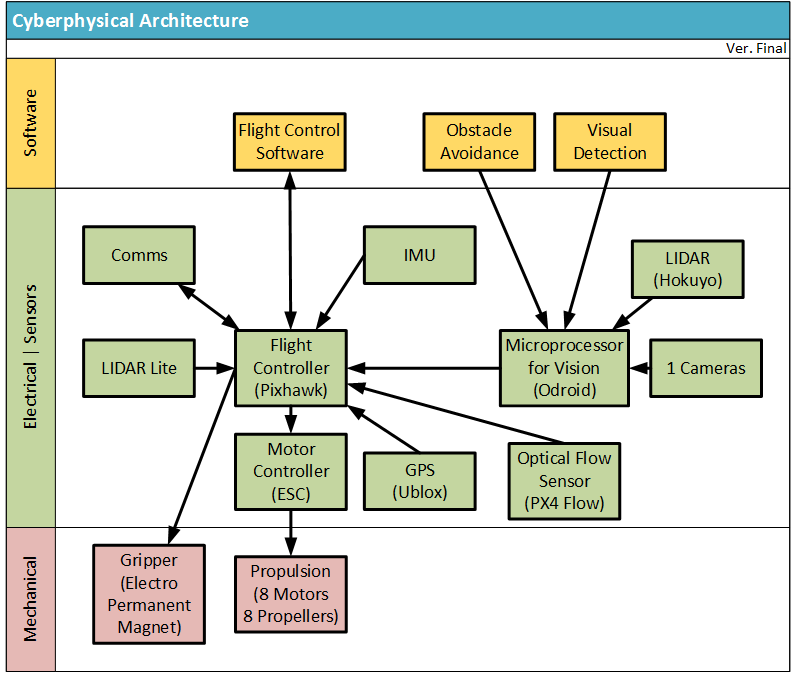 Cyberphysical Architecture
Ver. Final
Software
Flight Control
Software
Obstacle
Avoidance
Visual
Detection
Electrical | Sensors
Comms
IMU
LIDAR
(Hokuyo)
LIDAR Lite
Flight
Controller
(Pixhawk)
Microprocessor
for Vision
(Odroid)
1 Cameras
Motor
Controller
(ESC)
GPS
(Ublox)
Optical Flow
Sensor
(PX4 Flow)
Mechanical
Gripper
(Electro
Permanent
Magnet)
Propulsion
(8 Motors
8 Propellers)